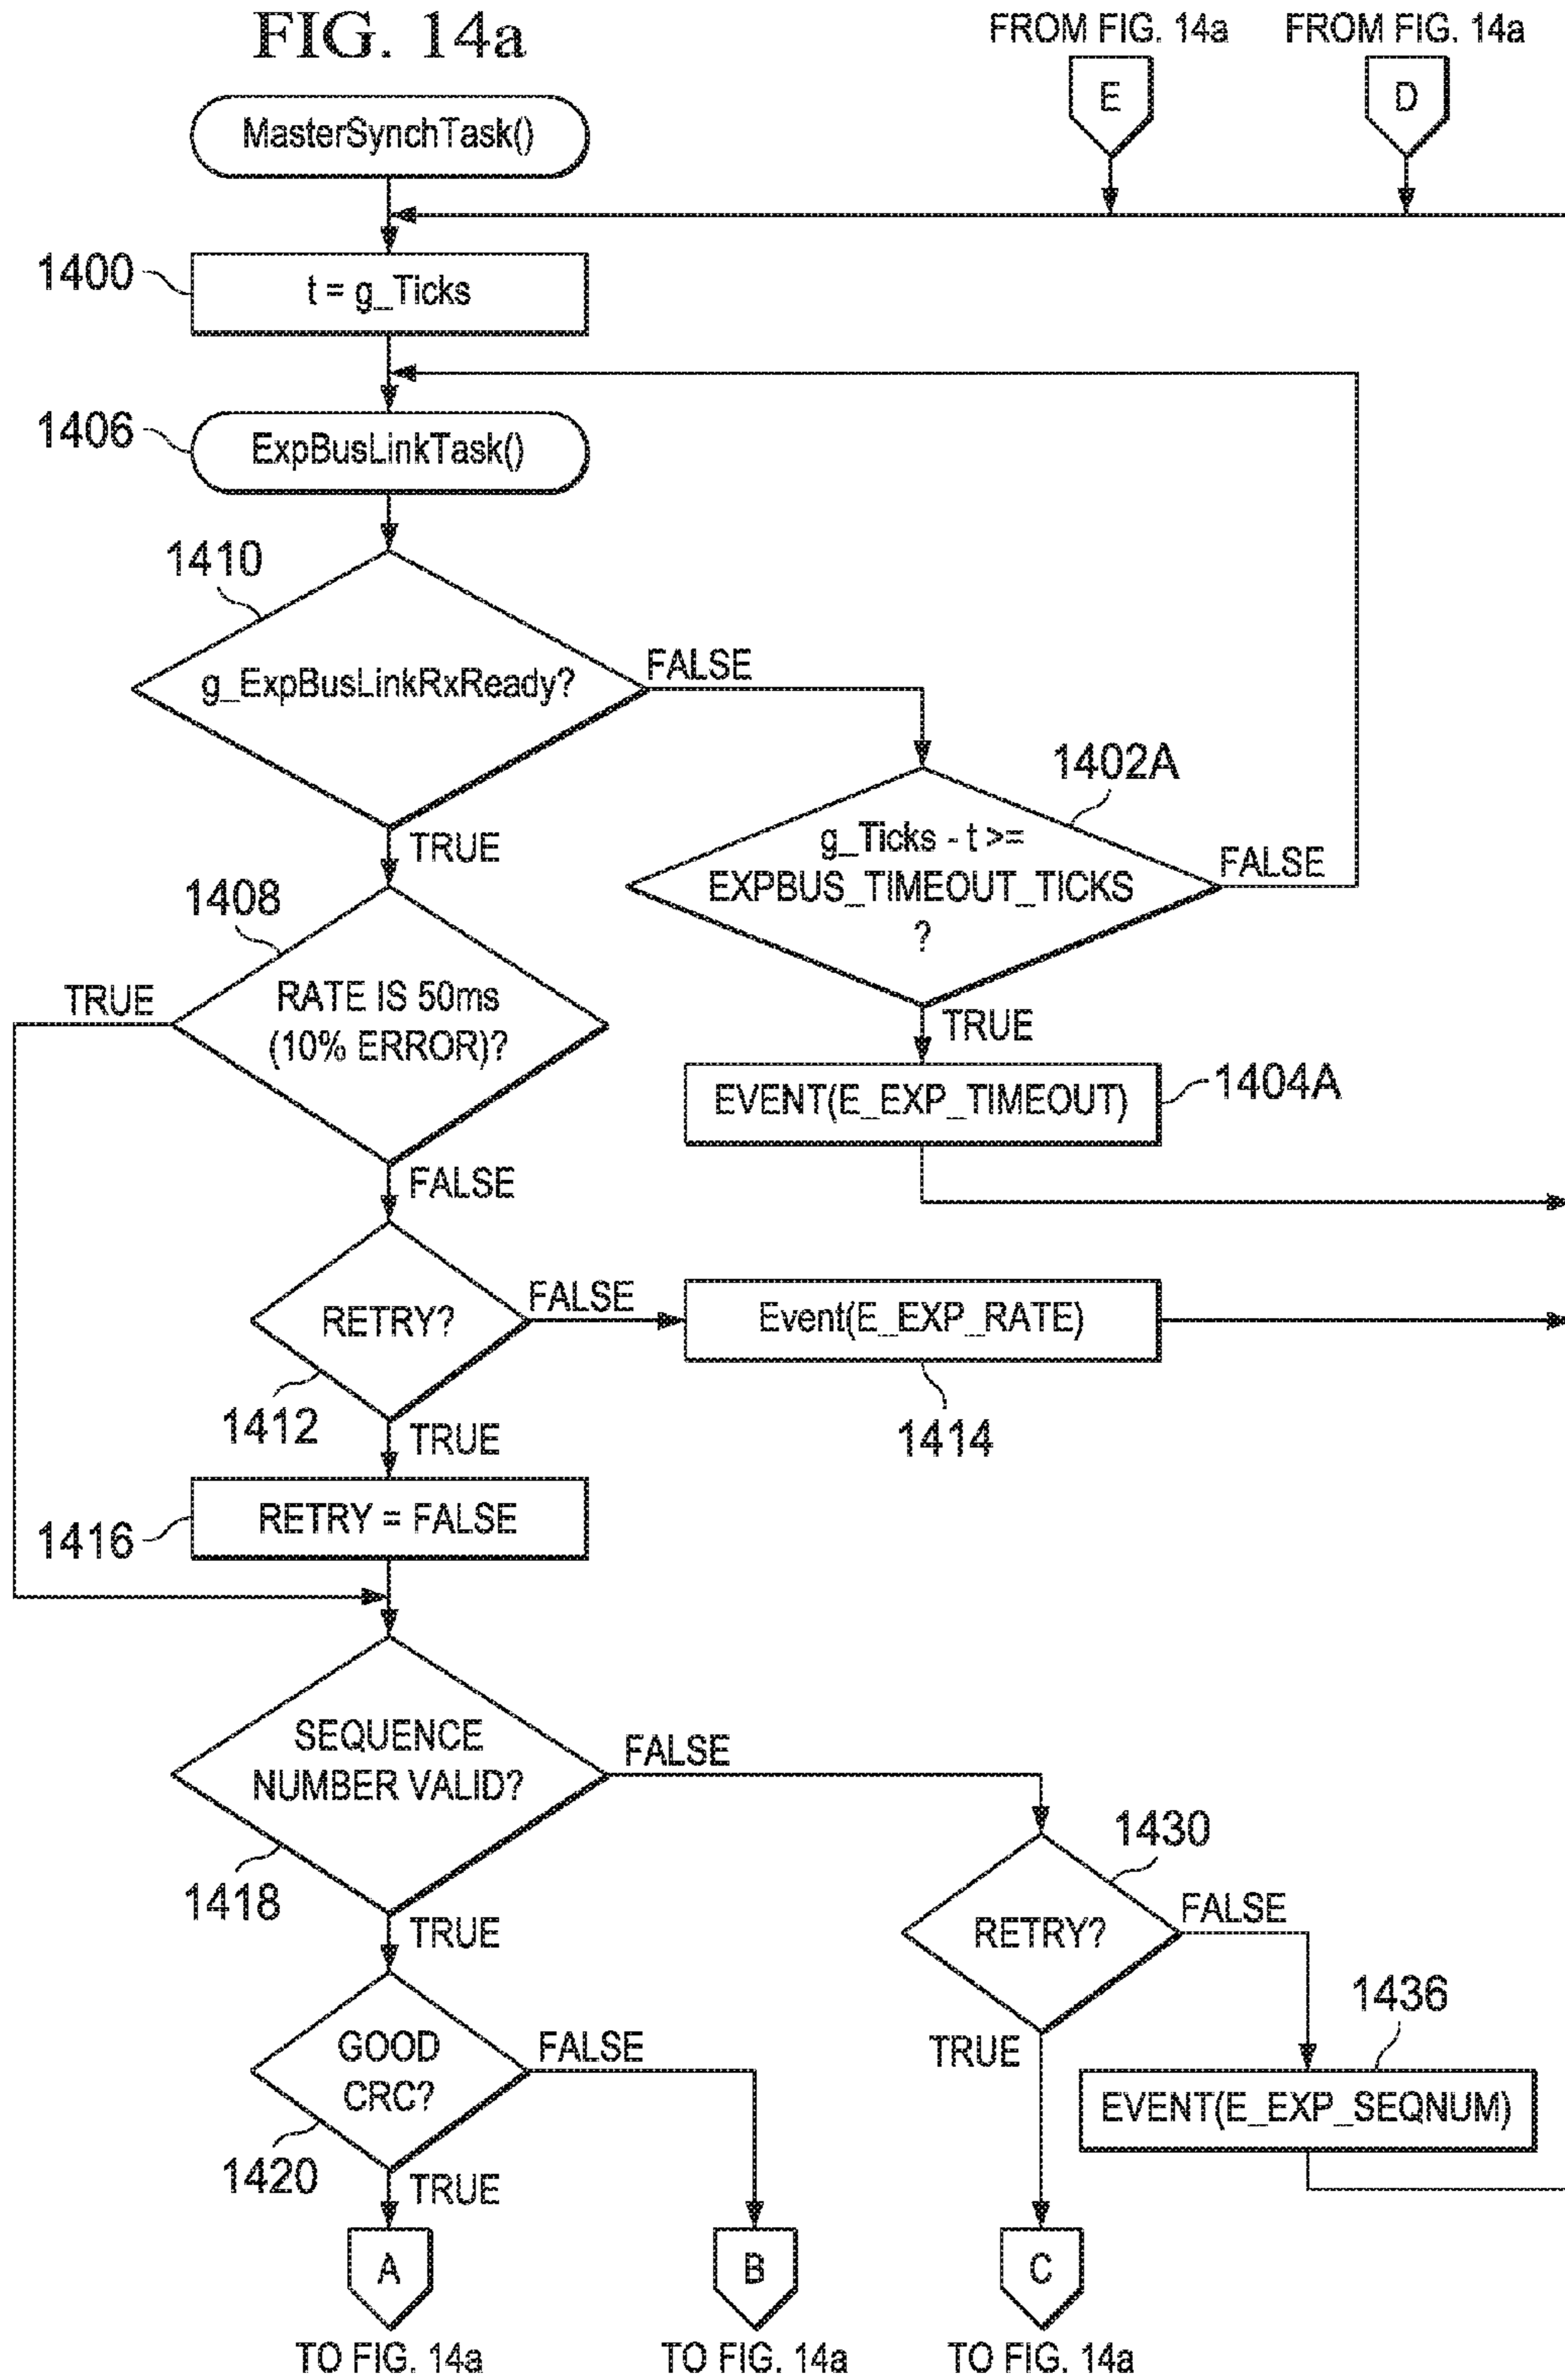 FIG. 14a
FROM FIG. 14a
FROM FIG. 14a
E
D
MasterSynchTask()
1400
t = g_Ticks
1406
ExpBusLinkTask()
1410
g_ExpBusLinkRxReady?
FALSE
TRUE
1402A
g_Ticks - t >=
EXPBUS_TIMEOUT_TICKS
?
FALSE
TRUE
1404A
EVENT(E_EXP_TIMEOUT)
1408
TRUE
RATE IS 50ms
(10% ERROR)?
FALSE
RETRY?
FALSE
Event(E_EXP_RATE)
1412
TRUE
1414
1416
RETRY = FALSE
SEQUENCE
NUMBER VALID?
FALSE
1418
TRUE
1430
RETRY?
FALSE
TRUE
1436
EVENT(E_EXP_SEQNUM)
GOOD
CRC?
FALSE
1420
TRUE
A
B
C
TO FIG. 14a
TO FIG. 14a
TO FIG. 14a